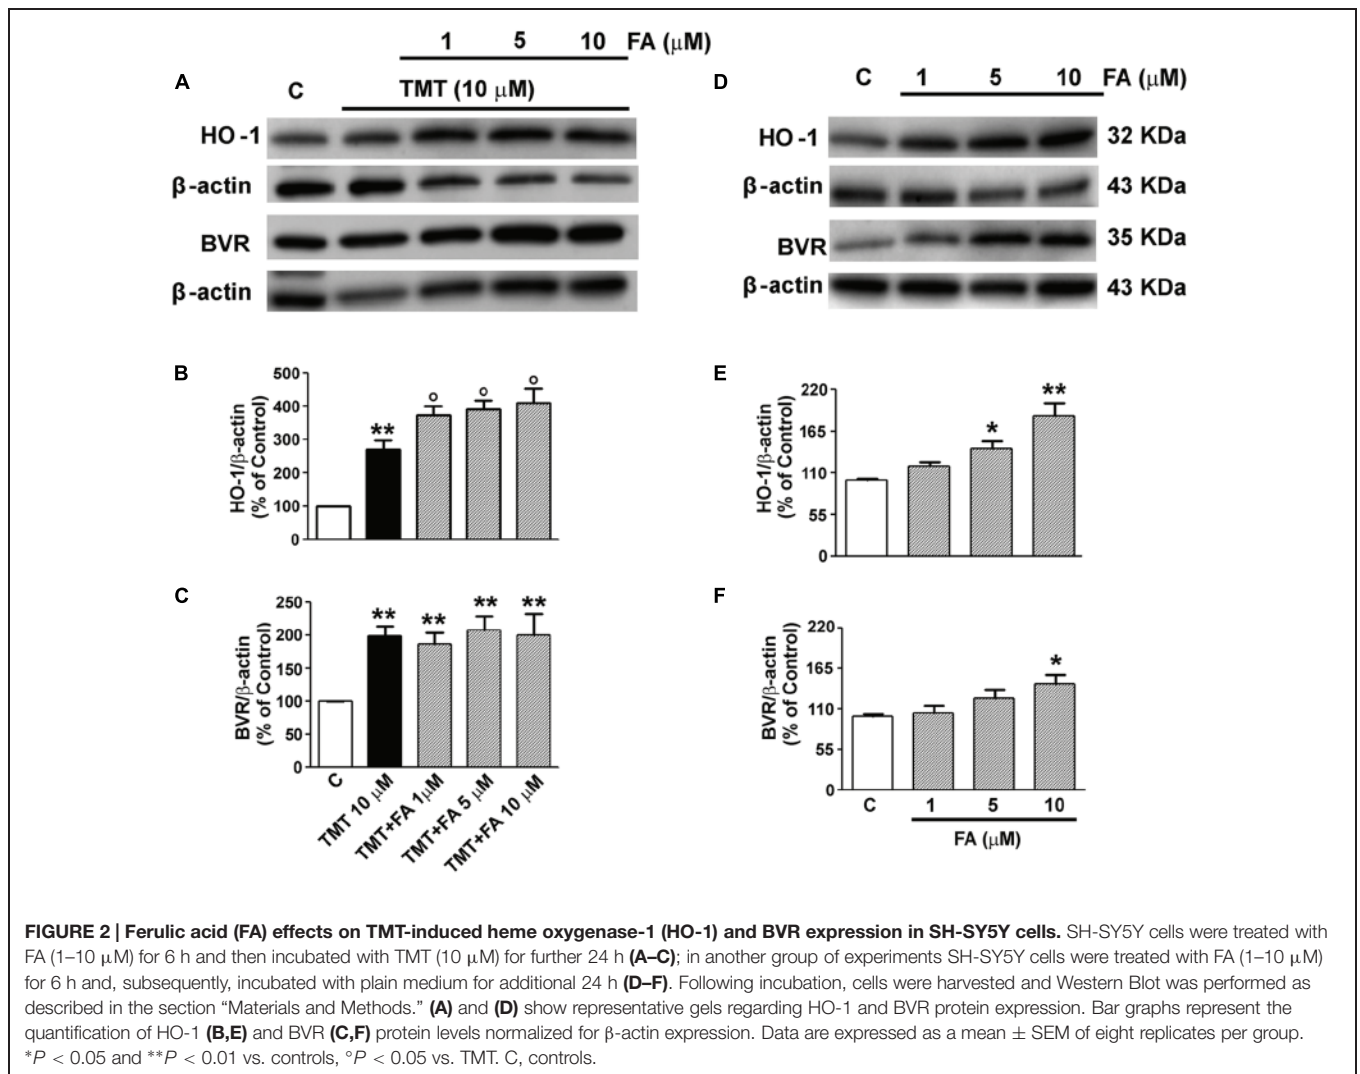 1 5 10 FA (μM)
A C TMT (10 μM)
HO-1
β-actin
BVR
β-actin
D C 1 5 10 FA (μM)
HO-1 32 KDa
β-actin 43 KDa
BVR 35 KDa
β-actin 43 KDa
B
HO-1/β-actin
(% of Control)
500
400
300
200
100
0
**
°
°
°
E
HO-1/β-actin
(% of Control)
220
165
110
55
0
*
**
C
BVR/β-actin
(% of Control)
250
200
150
100
50
0
**
**
**
**
C
TMT 10 μM
TMT+FA 1μM
TMT+FA 5 μM
TMT+FA 10 μM
F
BVR/β-actin
(% of Control)
220
165
110
55
0
*
C 1 5 10
FA (μM)
FIGURE 2 | Ferulic acid (FA) effects on TMT-induced heme oxygenase-1 (HO-1) and BVR expression in SH-SY5Y cells. SH-SY5Y cells were treated with
FA (1–10 μM) for 6 h and then incubated with TMT (10 μM) for further 24 h (A–C); in another group of experiments SH-SY5Y cells were treated with FA (1–10 μM)
for 6 h and, subsequently, incubated with plain medium for additional 24 h (D–F). Following incubation, cells were harvested and Western Blot was performed as
described in the section “Materials and Methods.” (A) and (D) show representative gels regarding HO-1 and BVR protein expression. Bar graphs represent the
quantification of HO-1 (B,E) and BVR (C,F) protein levels normalized for β-actin expression. Data are expressed as a mean ± SEM of eight replicates per group.
*P < 0.05 and **P < 0.01 vs. controls, °P < 0.05 vs. TMT. C, controls.